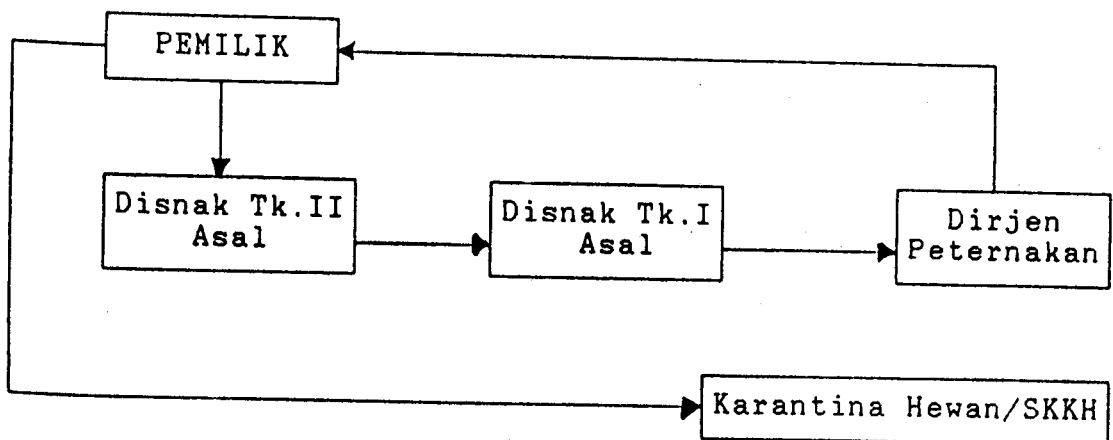 PEMILIK
Disnak Tk.II
Asal
Disnak Tk.I
Asal
Dirjen
Peternakan
Karantina Hewan/SKKH